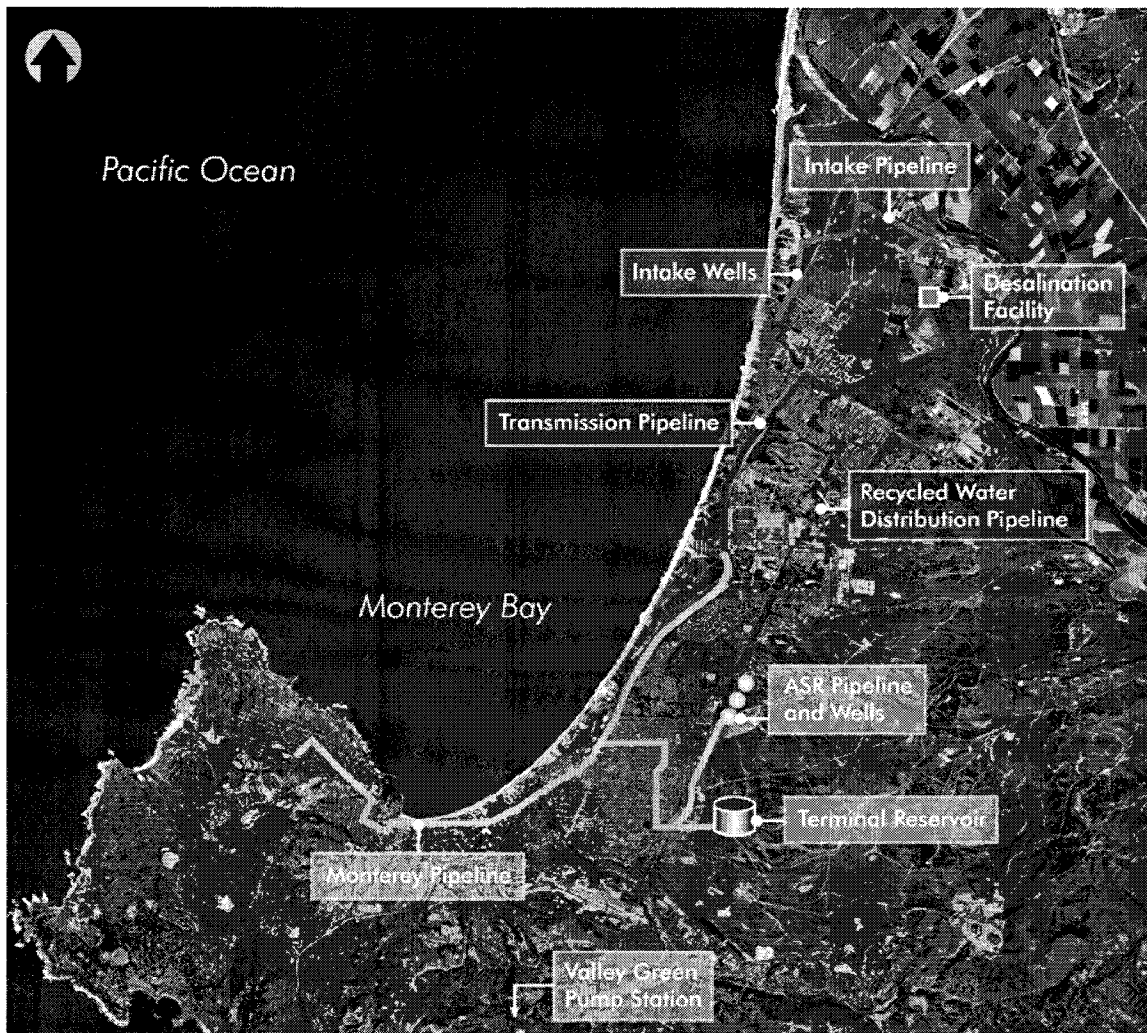 Pacific Ocean
Intake Pipeline
Intake Wells
Desalination
Facility
Transmission Pipeline
Recycled Water
Distribution Pipeline
Monterey Bay
ASR Pipeline
and Wells
Terminal Reservoir
Monterey Pipeline
Valley Green
Pump Station